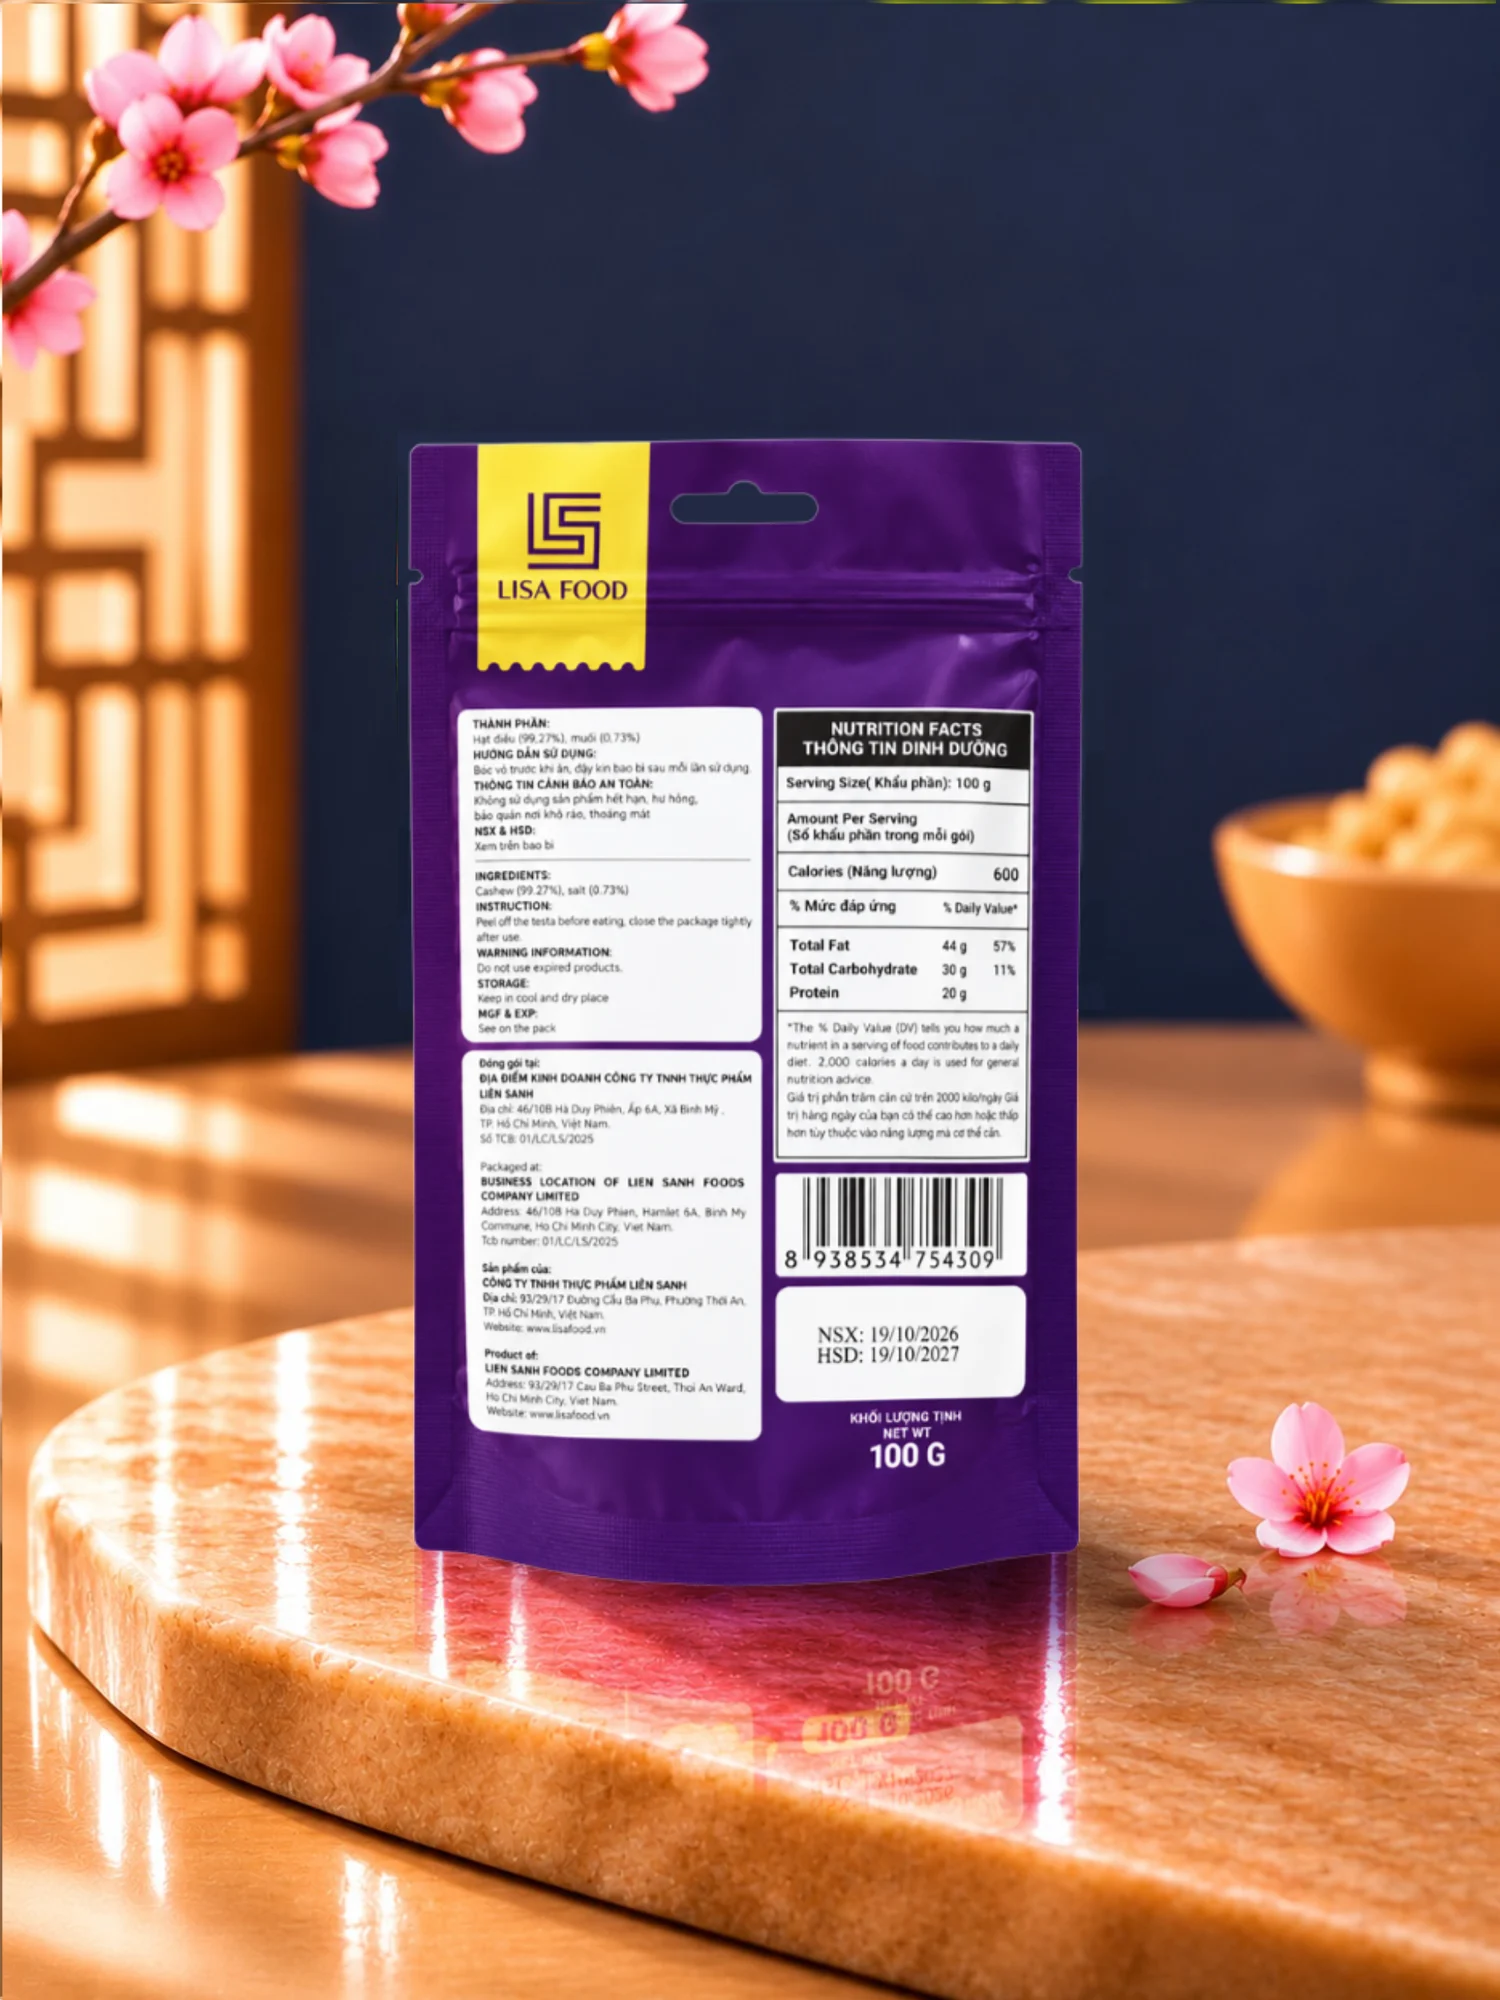 LISA FOOD
THÀNH PHẦN:
Hạt điều (99,27%), muối (0.73%)
HƯỚNG DẪN SỬ DỤNG:
Bóc vỏ trước khi ăn, đậy kín bao bì sau mỗi lần sử dụng.
THÔNG TIN CẢNH BÁO AN TOÀN:
Không sử dụng sản phẩm hết hạn, hư hỏng,
bảo quản nơi khô ráo, thoáng mát
NSX & HSD:
Xem trên bao bì
INGREDIENTS:
Cashew (99.27%), salt (0.73%)
INSTRUCTION:
Peel off the testa before eating, close the package tightly
after use.
WARNING INFORMATION:
Do not use expired products.
STORAGE:
Keep in cool and dry place
MGF & EXP:
See on the pack
Đóng gói tại:
ĐỊA ĐIỂM KINH DOANH CÔNG TY TNHH THỰC PHẨM
LIÊN SANH
Địa chỉ: 46/10B Hà Duy Phiên, Ấp 6A, Xã Bình Mỹ,
TP. Hồ Chí Minh, Việt Nam.
Số TCB: 01/LC/LS/2025
Packaged at:
BUSINESS LOCATION OF LIEN SANH FOODS
COMPANY LIMITED
Address: 46/10B Ha Duy Phien, Hamlet 6A, Binh My
Commune, Ho Chi Minh City, Viet Nam.
Tcb number: 01/LC/LS/2025
Sản phẩm của:
CÔNG TY TNHH THỰC PHẨM LIÊN SANH
Địa chỉ: 93/29/17 Đường Cầu Ba Phụ, Phường Thới An,
TP. Hồ Chí Minh, Việt Nam.
Website: www.lisafood.vn
Product of:
LIEN SANH FOODS COMPANY LIMITED
Address: 93/29/17 Cau Ba Phu Street, Thoi An Ward,
Ho Chi Minh City, Viet Nam.
Website: www.lisafood.vn
NUTRITION FACTS
THÔNG TIN DINH DƯỠNG
Serving Size( Khẩu phần): 100 g
Amount Per Serving
(Số khẩu phần trong mỗi gói)
Calories (Năng lượng) 600
% Mức đáp ứng % Daily Value*
Total Fat 44 g 57%
Total Carbohydrate 30 g 11%
Protein 20 g
*The % Daily Value (DV) tells you how much a
nutrient in a serving of food contributes to a daily
diet. 2,000 calories a day is used for general
nutrition advice.
Giá trị phần trăm căn cứ trên 2000 kilo/ngày Giá
trị hàng ngày của bạn có thể cao hơn hoặc thấp
hơn tùy thuộc vào năng lượng mà cơ thể cần.
8 938534 754309
NSX: 19/10/2026
HSD: 19/10/2027
KHỐI LƯỢNG TỊNH
NET WT
100 G